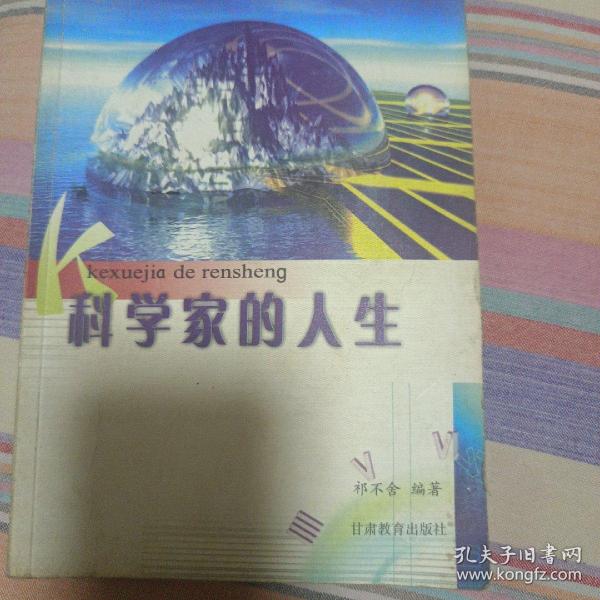 K
kexuejia de rensheng
科学家的人生
祁不舍 编著
甘肃教育出版社
孔夫子旧书网
www.kongfz.com